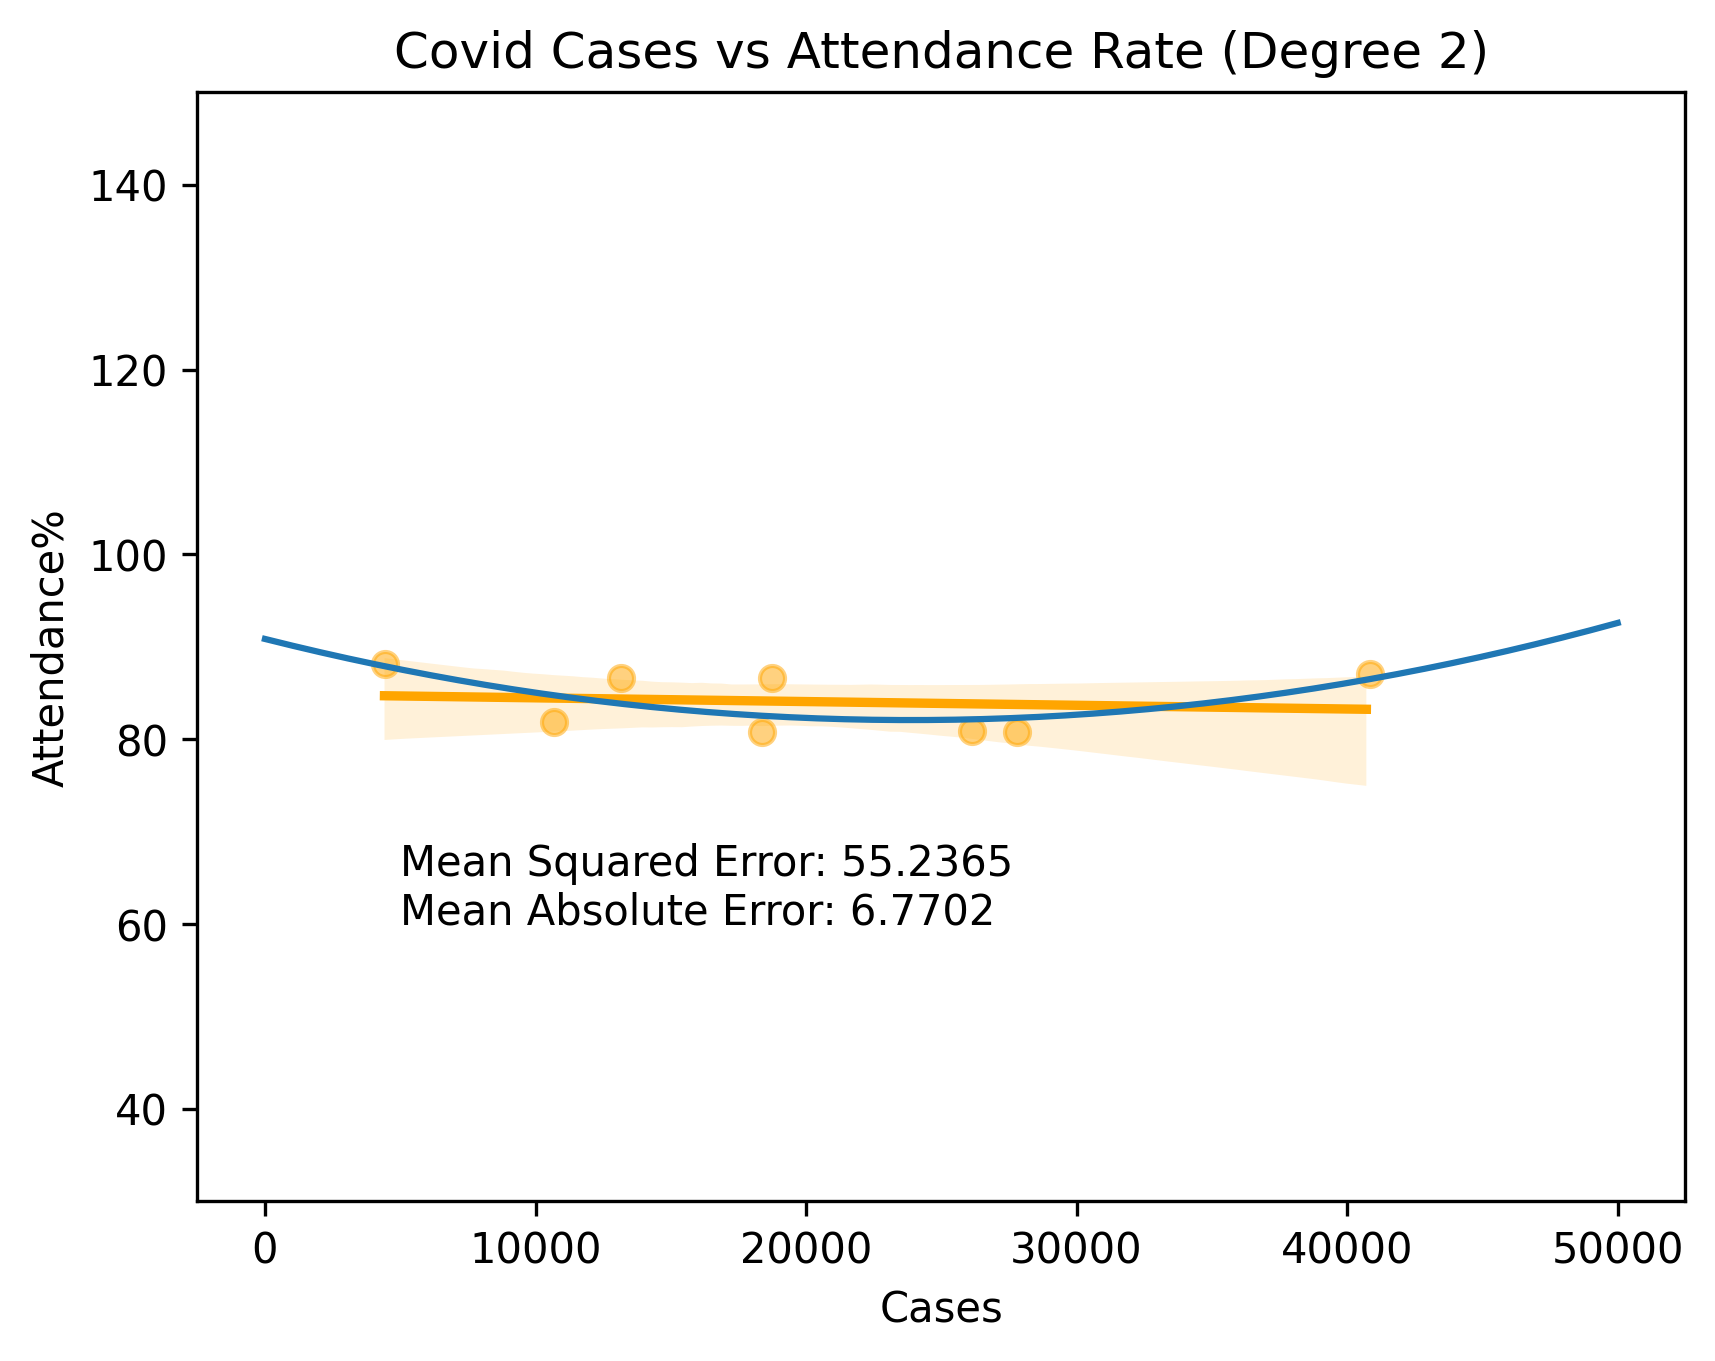 Covid Cases vs Attendance Rate (Degree 2)
140
120
100
80
60
40
Attendance%
Mean Squared Error: 55.2365
Mean Absolute Error: 6.7702
0 10000 20000 30000 40000 50000
Cases